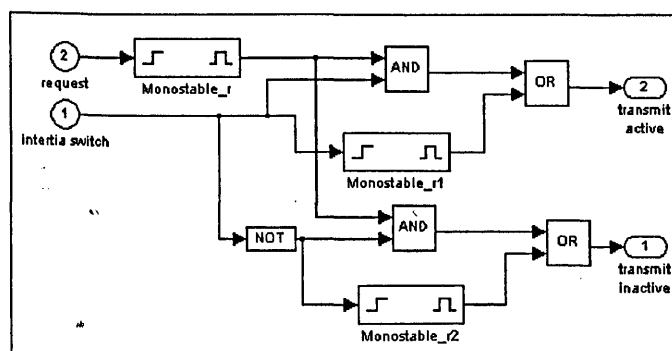 2
request
Monostable_r
AND
OR
2
transmit
active
1
intertia switch
Monostable_r1
NOT
AND
OR
1
transmit
inactive
Monostable_r2